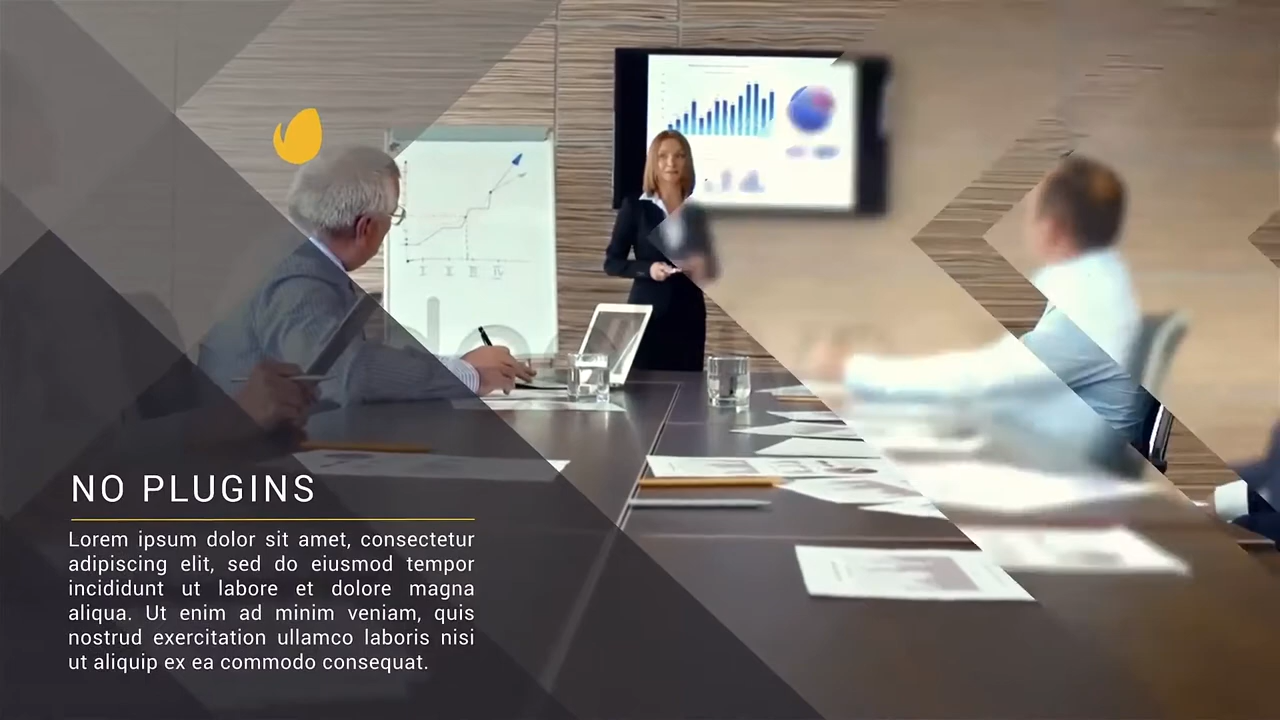 NO PLUGINS
Lorem ipsum dolor sit amet, consectetur
adipiscing elit, sed do eiusmod tempor
incididunt ut labore et dolore magna
aliqua. Ut enim ad minim veniam, quis
nostrud exercitation ullamco laboris nisi
ut aliquip ex ea commodo consequat.